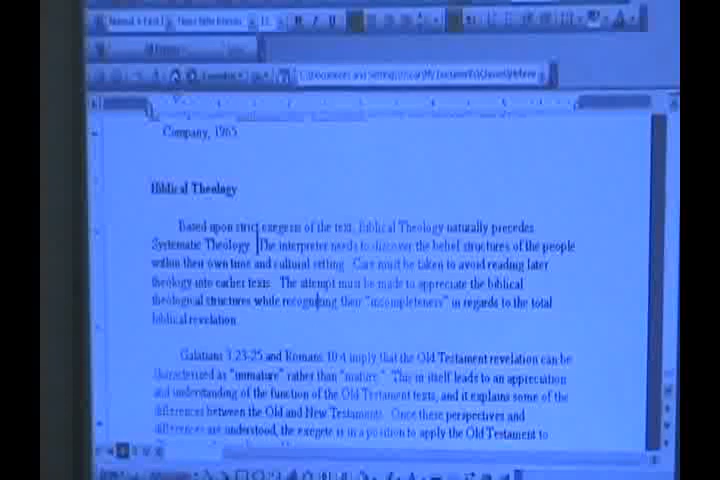 Company, 1965
Biblical Theology
Based upon strict exegesis of the text, Biblical Theology naturally precedes
Systematic Theology. The interpreter needs to discover the belief structures of the people
within their own time and cultural setting. Care must be taken to avoid reading later
theology into earlier texts. The attempt must be made to appreciate the biblical
theological structures while recognizing their "incompleteness" in regards to the total
biblical revelation.
Galatians 3:23-25 and Romans 10:4 imply that the Old Testament revelation can be
characterized as "immature" rather than "mature." This in itself leads to an appreciation
and understanding of the function of the Old Testament texts, and it explains some of the
differences between the Old and New Testaments. Once these perspectives and
differences are understood, the exegete is in a position to apply the Old Testament to